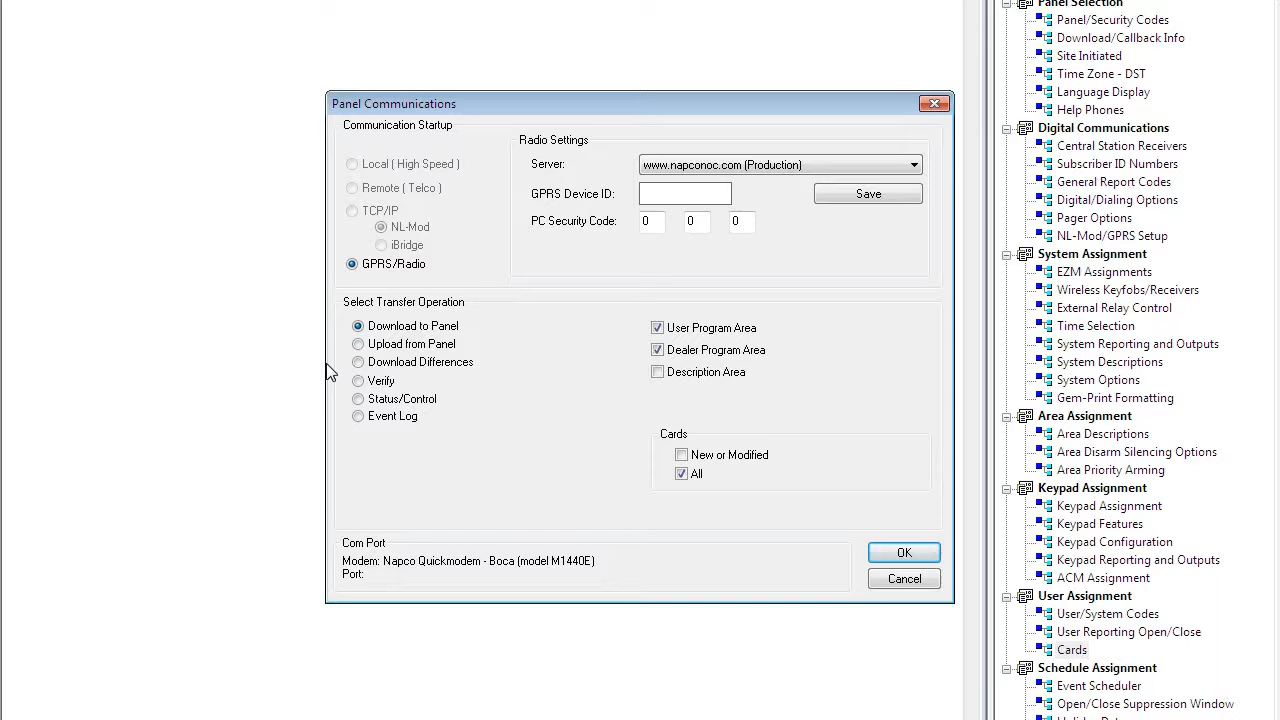 Panel Communications
Communication Startup
Local ( High Speed )
Remote ( Telco )
TCP/IP
NL-Mod
iBridge
GPRS/Radio
Radio Settings
Server: www.napconoc.com (Production)
GPRS Device ID: Save
PC Security Code: 0 0 0
Select Transfer Operation
Download to Panel
Upload from Panel
Download Differences
Verify
Status/Control
Event Log
User Program Area
Dealer Program Area
Description Area
Cards
New or Modified
All
Com Port
Modem: Napco Quickmodem - Boca (model M1440E)
Port:
OK
Cancel
Panel Selection
Panel/Security Codes
Download/Callback Info
Site Initiated
Time Zone - DST
Language Display
Help Phones
Digital Communications
Central Station Receivers
Subscriber ID Numbers
General Report Codes
Digital/Dialing Options
Pager Options
NL-Mod/GPRS Setup
System Assignment
EZM Assignments
Wireless Keyfobs/Receivers
External Relay Control
Time Selection
System Reporting and Outputs
System Descriptions
System Options
Gem-Print Formatting
Area Assignment
Area Descriptions
Area Disarm Silencing Options
Area Priority Arming
Keypad Assignment
Keypad Assignment
Keypad Features
Keypad Configuration
Keypad Reporting and Outputs
ACM Assignment
User Assignment
User/System Codes
User Reporting Open/Close
Cards
Schedule Assignment
Event Scheduler
Open/Close Suppression Window